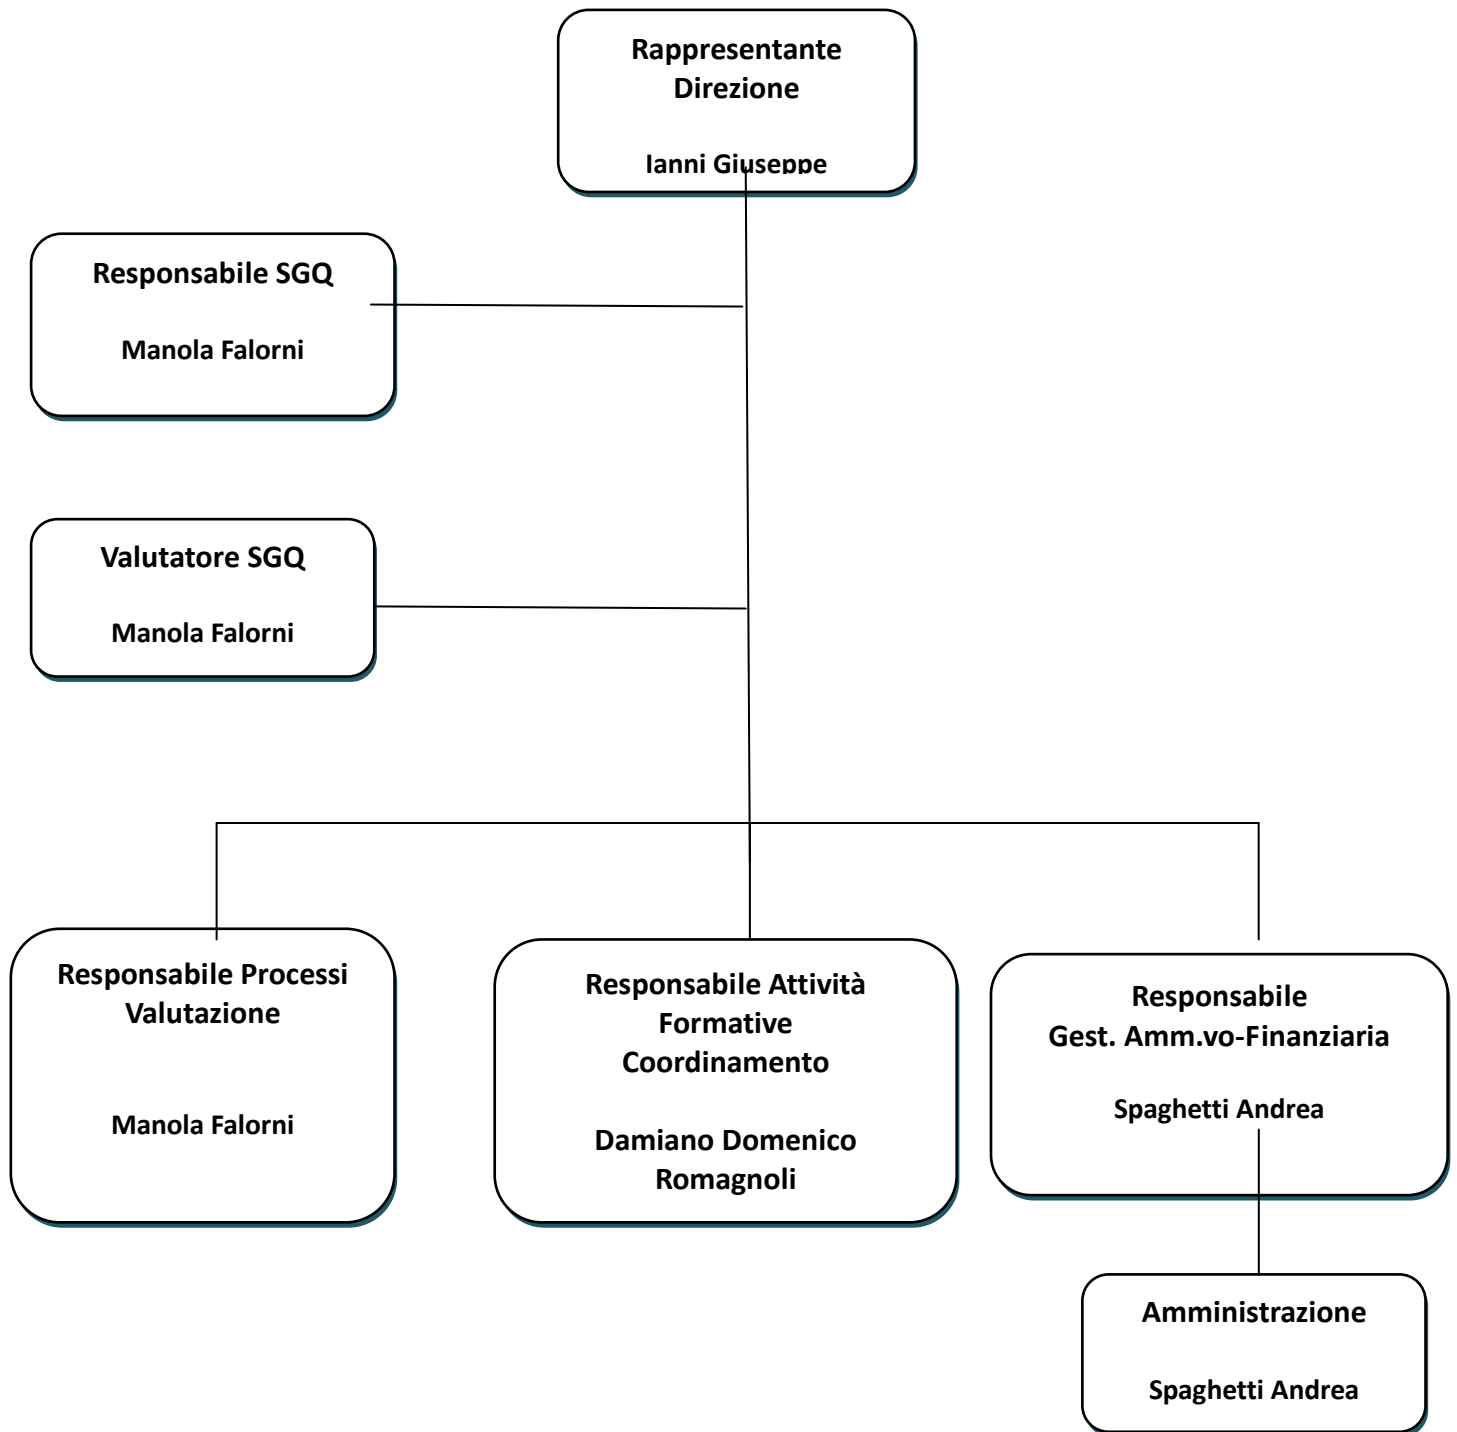 Rappresentante
Direzione
Ianni Giuseppe
Responsabile SGQ
Manola Falorni
Valutatore SGQ
Manola Falorni
Responsabile Processi
Valutazione
Manola Falorni
Responsabile Attività
Formative
Coordinamento
Damiano Domenico
Romagnoli
Responsabile
Gest. Amm.vo-Finanziaria
Spaghetti Andrea
Amministrazione
Spaghetti Andrea